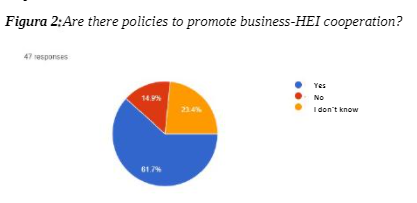 Figura 2:Are there policies to promote business-HEI cooperation?
47 responses
Yes
No
I don't know
14.9%
23.4%
61.7%